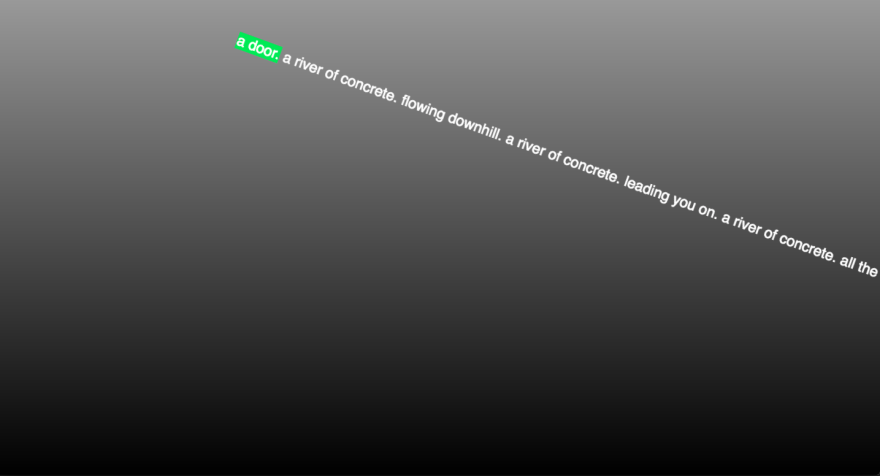 a door. a river of concrete. flowing downhill. a river of concrete. leading you on. a river of concrete. all the